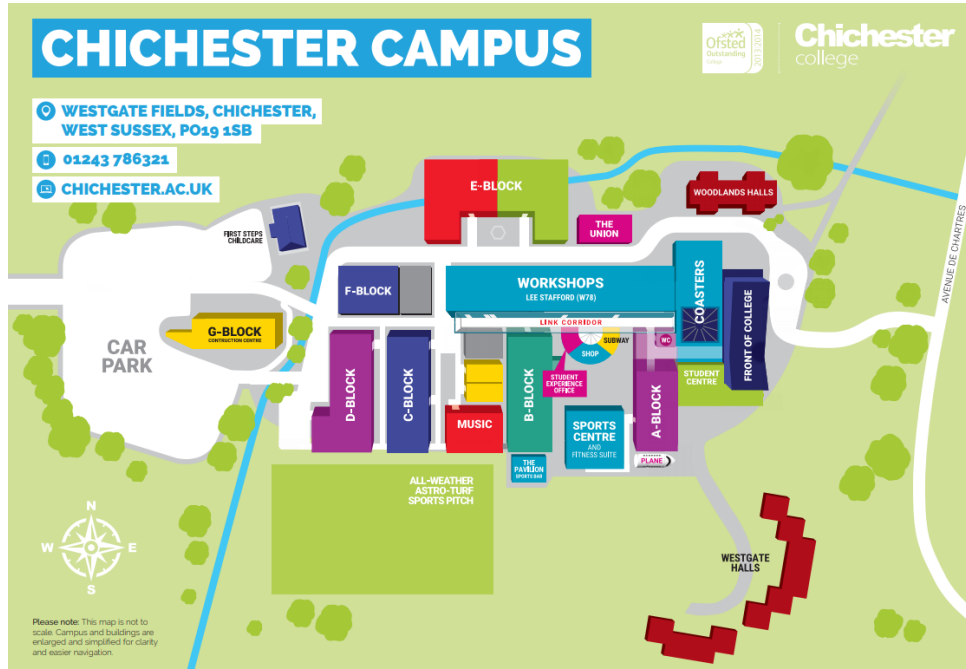 CHICHESTER CAMPUS
Ofsted
Outstanding
College
2013|2014
Chichester
college
WESTGATE FIELDS, CHICHESTER,
WEST SUSSEX, PO19 1SB
01243 786321
CHICHESTER.AC.UK
E-BLOCK
WOODLANDS HALLS
THE
UNION
FIRST STEPS
CHILDCARE
AVENUE DE CHARTRES
F-BLOCK
WORKSHOPS
LEE STAFFORD (W78)
COASTERS
FRONT OF COLLEGE
LINK CORRIDOR
G-BLOCK
CONTRUCTION CENTRE
CAR
PARK
SUBWAY
SHOP
WC
STUDENT
EXPERIENCE
OFFICE
STUDENT
CENTRE
D-BLOCK
C-BLOCK
B-BLOCK
A-BLOCK
MUSIC
SPORTS
CENTRE
AND
FITNESS SUITE
THE
PAVILION
SPORTS BAR
PLANE
ALL-WEATHER
ASTRO-TURF
SPORTS PITCH
N
W
E
S
WESTGATE
HALLS
Please note: This map is not to
scale. Campus and buildings are
enlarged and simplified for clarity
and easier navigation.